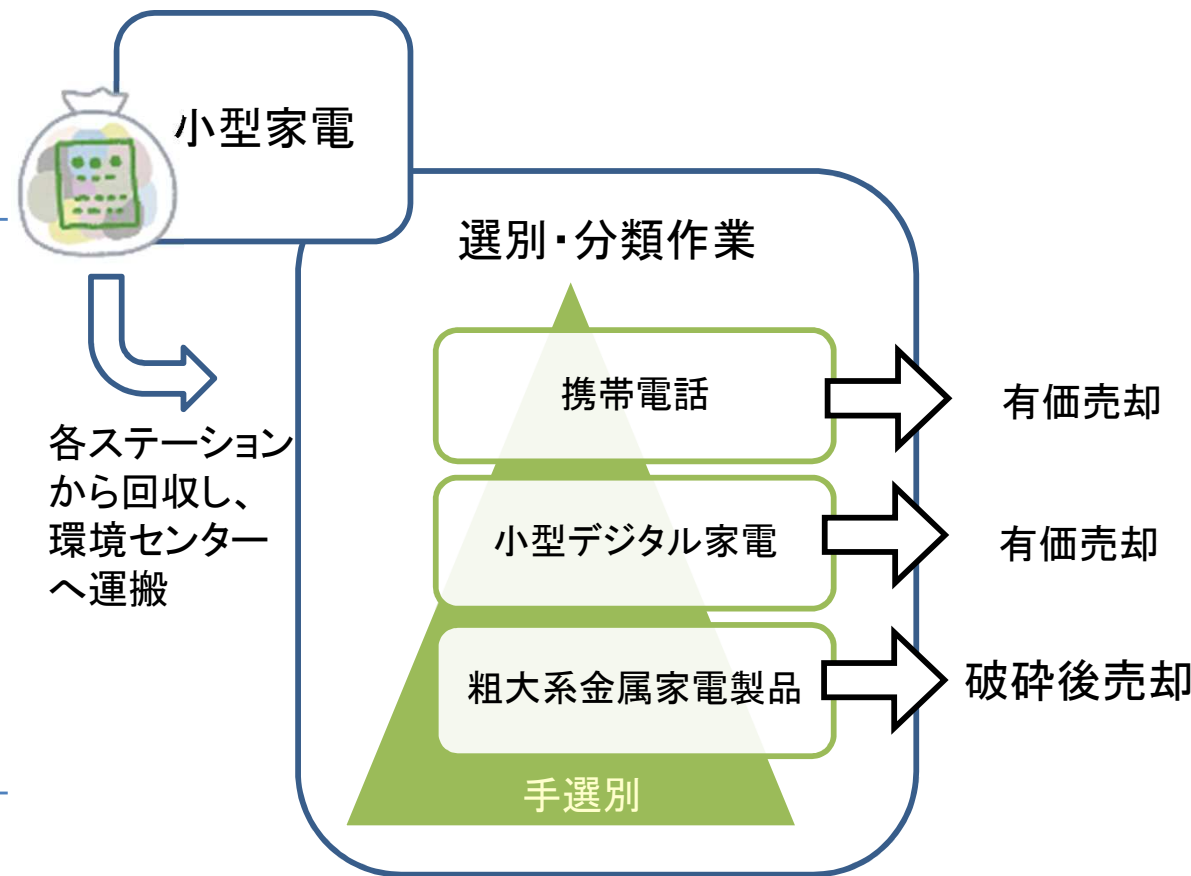 小型家電
選別・分類作業
各ステーション
から回収し、
環境センター
へ運搬
携帯電話
有価売却
小型デジタル家電
有価売却
粗大系金属家電製品
破砕後売却
手選別